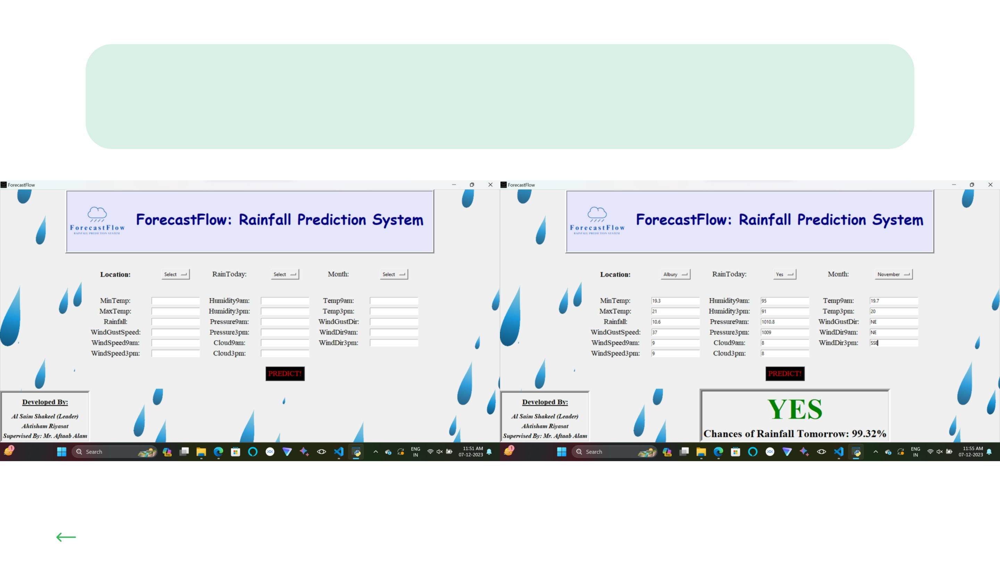 ForecastFlow
ForecastFlow
RAINFALL PREDICTION SYSTEM
ForecastFlow: Rainfall Prediction System
Location: Select RainToday: Select Month: Select
MinTemp: Humidity9am: Temp9am:
MaxTemp: Humidity3pm: Temp3pm:
Rainfall: Pressure9am: WindGustDir:
WindGustSpeed: Pressure3pm: WindDir9am:
WindSpeed9am: Cloud9am: WindDir3pm:
WindSpeed3pm: Cloud3pm:
PREDICT!
Developed By:
Al Saim Shakeel (Leader)
Ahtisham Riyasat
Supervised By: Mr. Aftaab Alam
1 Search PRE ENG IN 11:51 AM
07-12-2023
ForecastFlow
ForecastFlow
RAINFALL PREDICTION SYSTEM
ForecastFlow: Rainfall Prediction System
Location: Albury RainToday: Yes Month: November
MinTemp: 19.3 Humidity9am: 95 Temp9am: 19.7
MaxTemp: 21 Humidity3pm: 91 Temp3pm: 20
Rainfall: 10.6 Pressure9am: 1010.8 WindGustDir: NE
WindGustSpeed: 37 Pressure3pm: 1009 WindDir9am: NE
WindSpeed9am: 9 Cloud9am: 8 WindDir3pm: SSE
WindSpeed3pm: 9 Cloud3pm: 8
PREDICT!
YES
Chances of Rainfall Tomorrow: 99.32%
Developed By:
Al Saim Shakeel (Leader)
Ahtisham Riyasat
Supervised By: Mr. Aftaab Alam
1 Search PRE ENG IN 11:55 AM
07-12-2023